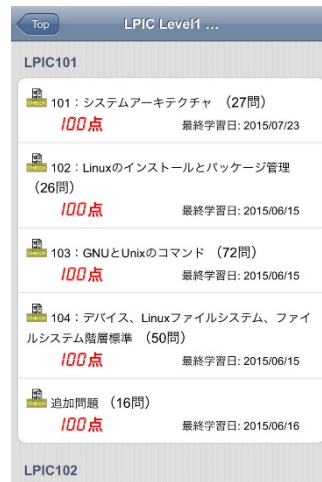 Top
LPIC Level1 ...
LPIC101
101：システムアーキテクチャ （27問）
100点 最終学習日: 2015/07/23
102：Linuxのインストールとパッケージ管理
（26問）
100点 最終学習日: 2015/06/15
103：GNUとUnixのコマンド （72問）
100点 最終学習日: 2015/06/15
104：デバイス、Linuxファイルシステム、ファイ
ルシステム階層標準 （50問）
100点 最終学習日: 2015/06/15
追加問題 （16問）
100点 最終学習日: 2015/06/16
LPIC102